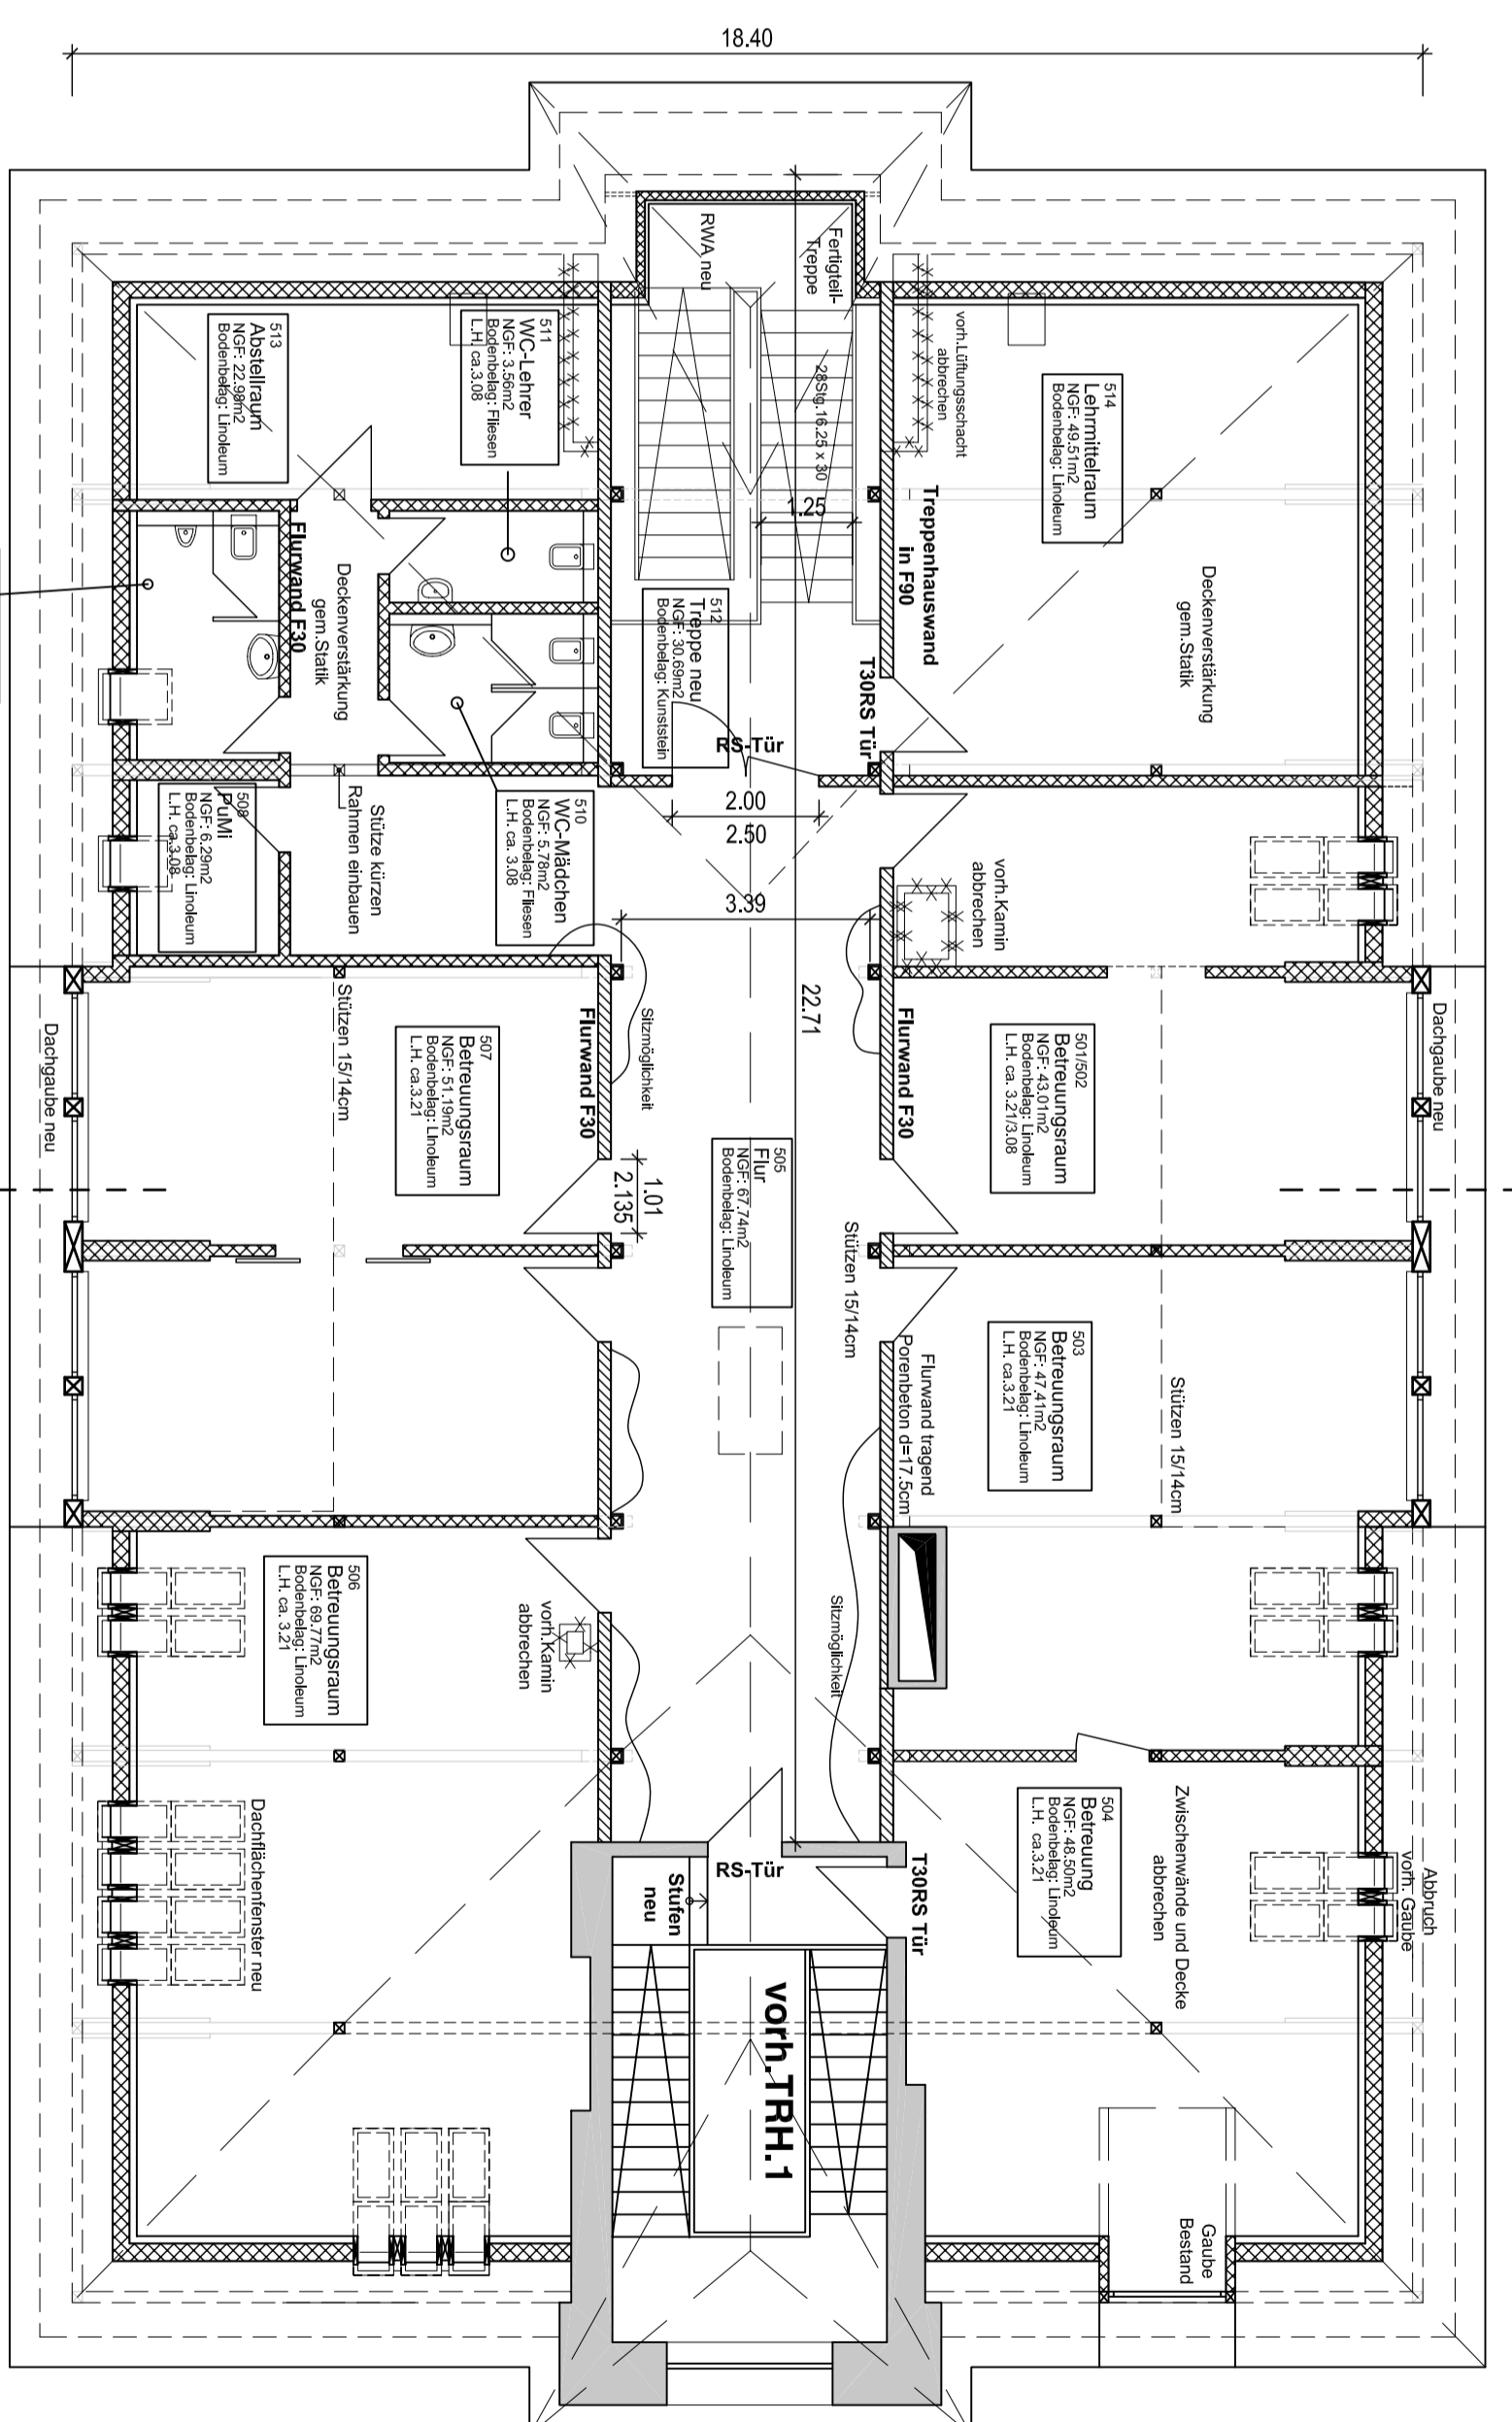 18.40
RWA neu
Fertigteil-
Treppe
28Stg.16.25 x 30
1.25
vorh.Lüftungsschacht
abbrechen
514
Lehrmittelraum
NGF: 49.51m2
Bodenbelag: Linoleum
513
Abstellraum
NGF: 22.98m2
Bodenbelag: Linoleum
511
WC-Lehrer
NGF: 3.56m2
Bodenbelag: Fliesen
L.H. ca.3.08
Treppenhauswand
in F90
Deckenverstärkung
gem.Statik
Flurwand F30
Deckenverstärkung
gem.Statik
512
Treppe neu
NGF: 30.69m2
Bodenbelag: Kunststein
T30RS Tür
RS-Tür
2.00
2.50
3.39
508
PuMi
NGF: 6.29m2
Bodenbelag: Linoleum
L.H. ca.3.08
Stütze kürzen
Rahmen einbauen
510
WC-Mädchen
NGF: 5.78m2
Bodenbelag: Fliesen
L.H. ca. 3.08
vorh.Kamin
abbrechen
22.71
Dachgaube neu
Stützen 15/14cm
507
Betreuungsraum
NGF: 51.19m2
Bodenbelag: LInoleum
L.H. ca.3.21
Flurwand F30
Sitzmöglichkeit
Flurwand F30
501/502
Betreuungsraum
NGF: 43.01m2
Bodenbelag: Linoleum
L.H. ca. 3.21/3.08
Dachgaube neu
1.01
2.135
505
Flur
NGF: 67.74m2
Bodenbelag: Linoleum
Stützen 15/14cm
Flurwand tragend
Porenbeton d=17.5cm
503
Betreuungsraum
NGF: 47.41m2
Bodenbelag: Linoleum
L.H. ca.3.21
Stützen 15/14cm
506
Betreuungsraum
NGF: 69.77m2
Bodenbelag: Linoleum
L.H. ca. 3.21
vorh.Kamin
abbrechen
Sitzmöglichkeit
Dachflächenfenster neu
Stufen
neu
RS-Tür
T30RS Tür
504
Betreuung
NGF: 48.50m2
Bodenbelag: Linoleum
L.H. ca.3.21
Zwischenwände und Decke
abbrechen
Abbruch
vorh. Gaube
vorh.TRH.1
Gaube
Bestand